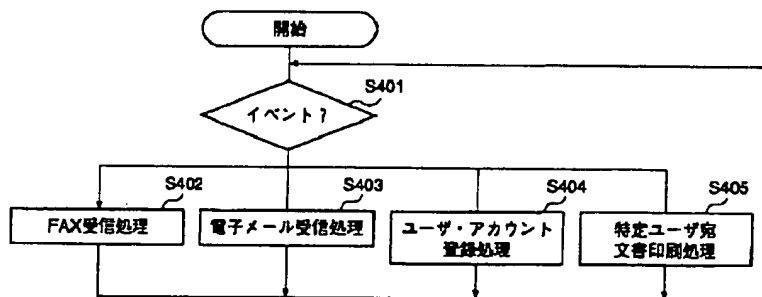 開始
S401
イベント?
S402
S403
S404
S405
FAX受信処理
電子メール受信処理
ユーザ・アカウント
登録処理
特定ユーザ宛
文書印刷処理